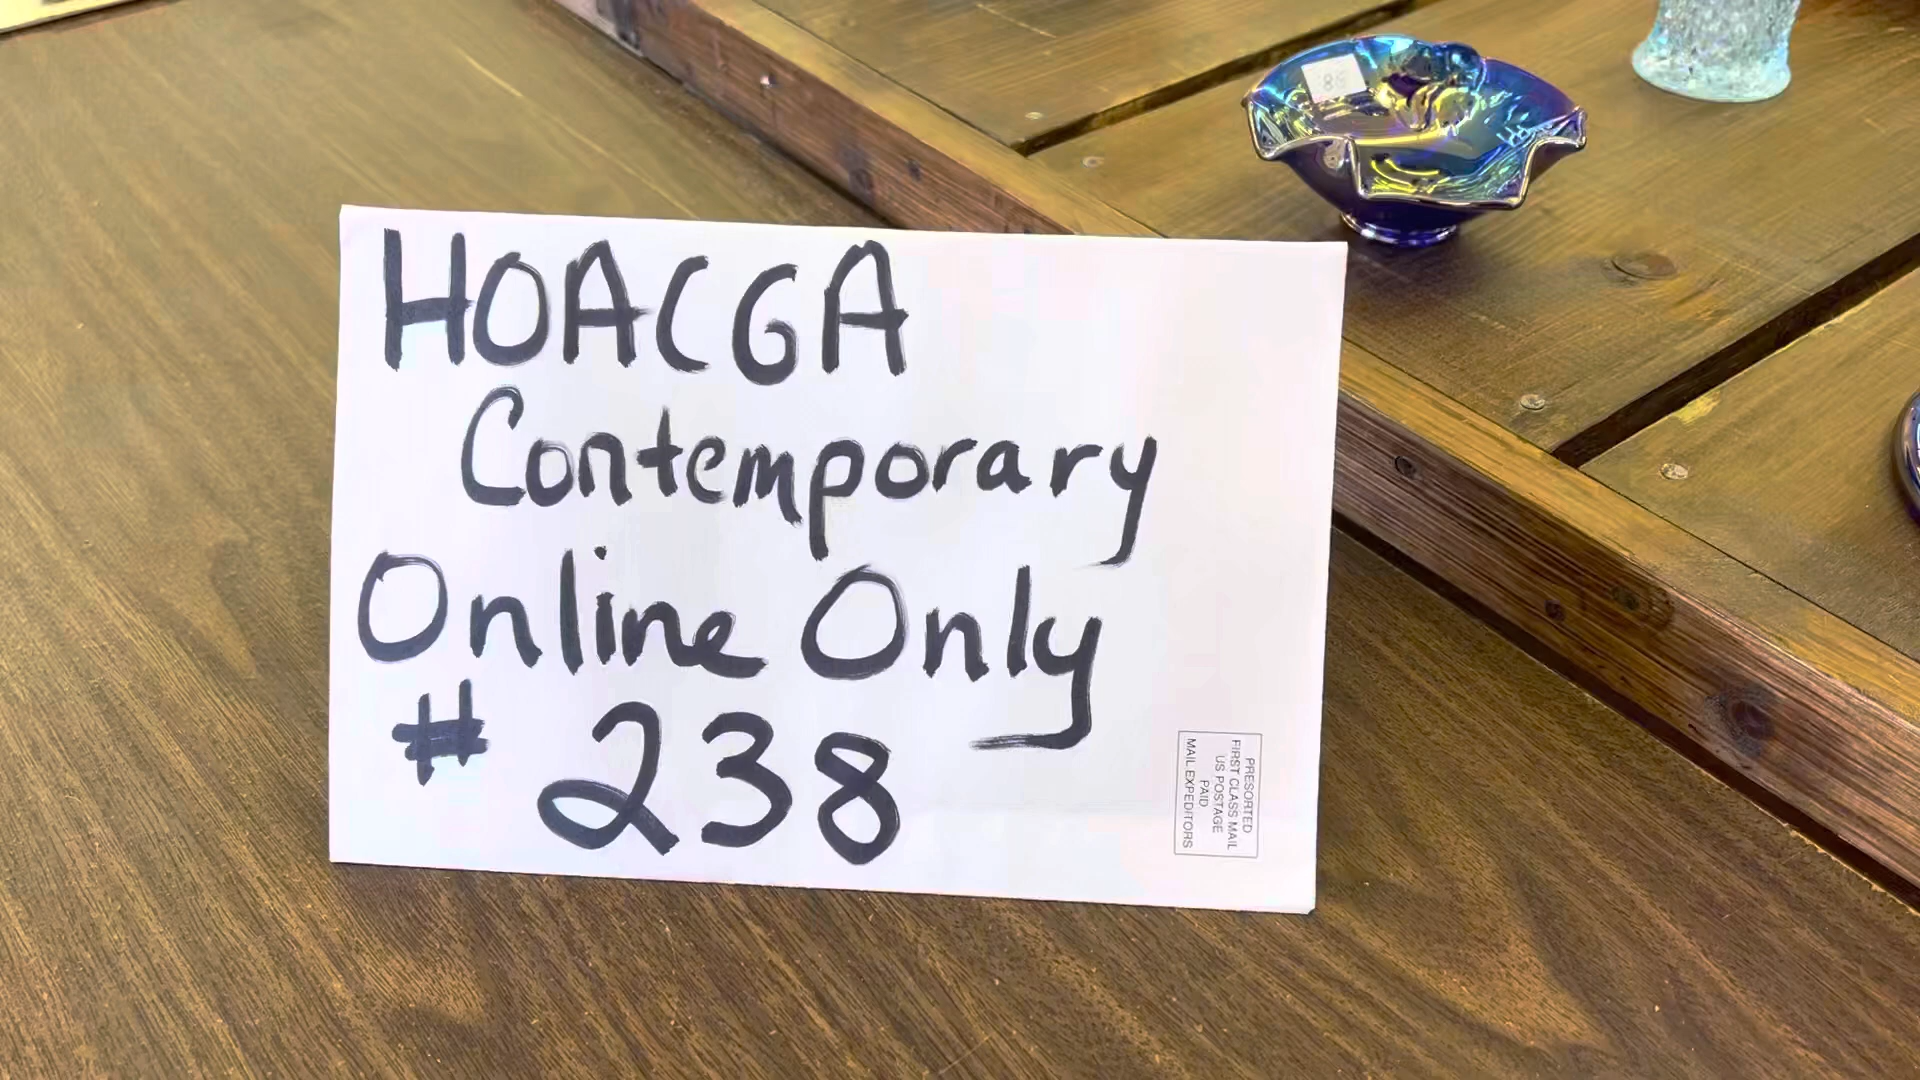 HOACGA
Contemporary
Online Only
# 238
PRESORTED
FIRST CLASS MAIL
US POSTAGE
PAID
MAIL EXPEDITORS